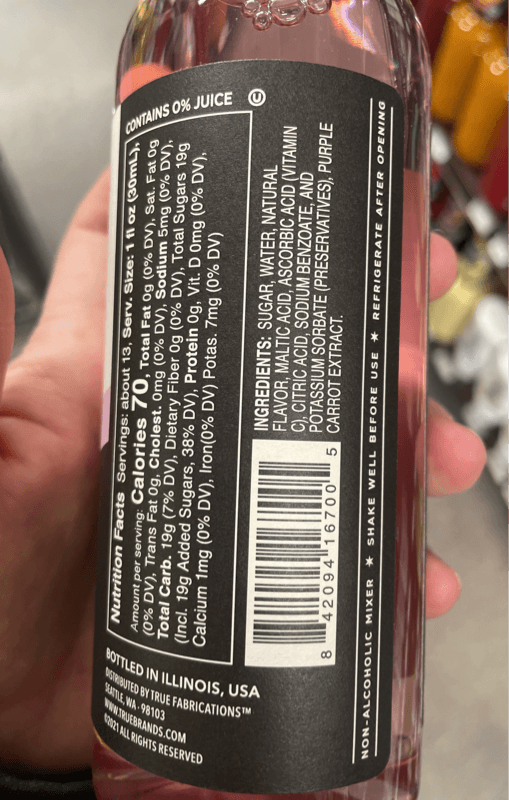 CONTAINS 0% JUICE
Nutrition Facts Servings: about 13, Serv. Size: 1 fl oz (30mL),
Amount per serving: Calories 70, Total Fat 0g (0% DV), Sat. Fat 0g
(0% DV), Trans Fat 0g, Cholest. 0mg (0% DV), Sodium 5mg (0% DV),
Total Carb. 19g (7% DV), Dietary Fiber 0g (0% DV), Total Sugars 19g
(Incl. 19g Added Sugars, 38% DV), Protein 0g, Vit. D 0mg (0% DV),
Calcium 1mg (0% DV), Iron(0% DV) Potas. 7mg (0% DV)
INGREDIENTS: SUGAR, WATER, NATURAL
FLAVOR, MALTIC ACID, ASCORBIC ACID (VITAMIN
C), CITRIC ACID, SODIUM BENZOATE, AND
POTASSIUM SORBATE (PRESERVATIVES), PURPLE
CARROT EXTRACT.
8 42094 16700 5
BOTTLED IN ILLINOIS, USA
DISTRIBUTED BY TRUE FABRICATIONS™
SEATTLE, WA · 98103
WWW.TRUEBRANDS.COM
©2021 ALL RIGHTS RESERVED
NON-ALCOHOLIC MIXER * SHAKE WELL BEFORE USE * REFRIGERATE AFTER OPENING